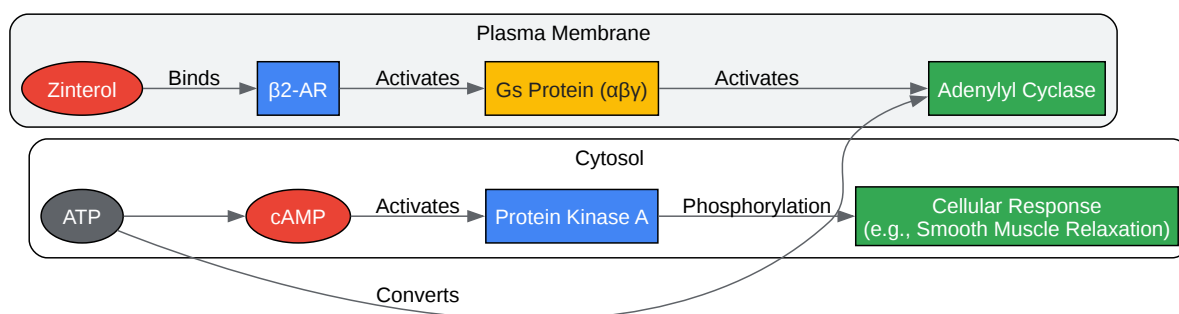 Plasma Membrane
Zinterol
Binds
β2-AR
Activates
Gs Protein (αβγ)
Activates
Adenylyl Cyclase
Cytosol
ATP
cAMP
Activates
Protein Kinase A
Phosphorylation
Cellular Response
(e.g., Smooth Muscle Relaxation)
Converts